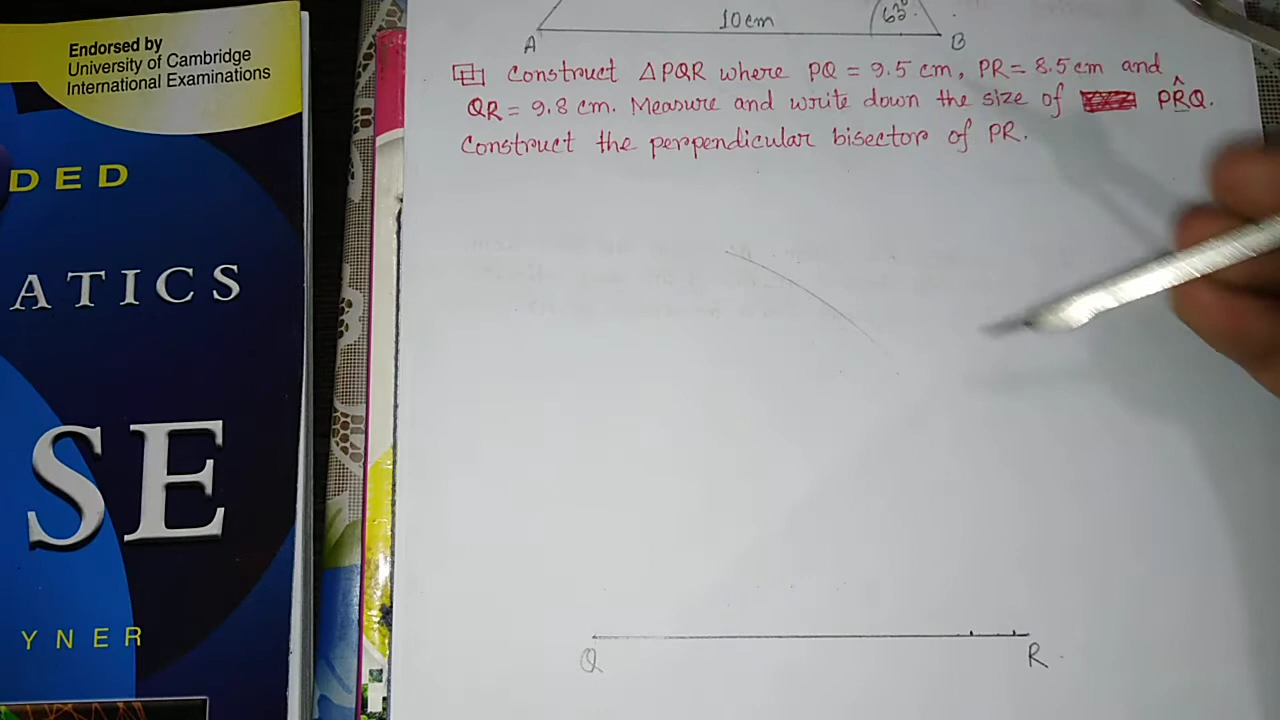 Endorsed by
University of Cambridge
International Examinations
DED
ATICS
SE
YNER
10cm
63°
A
B
Construct △PQR where PQ = 9.5 cm, PR = 8.5 cm and
QR = 9.8 cm. Measure and write down the size of PR̂Q.
Construct the perpendicular bisector of PR.
Q
R